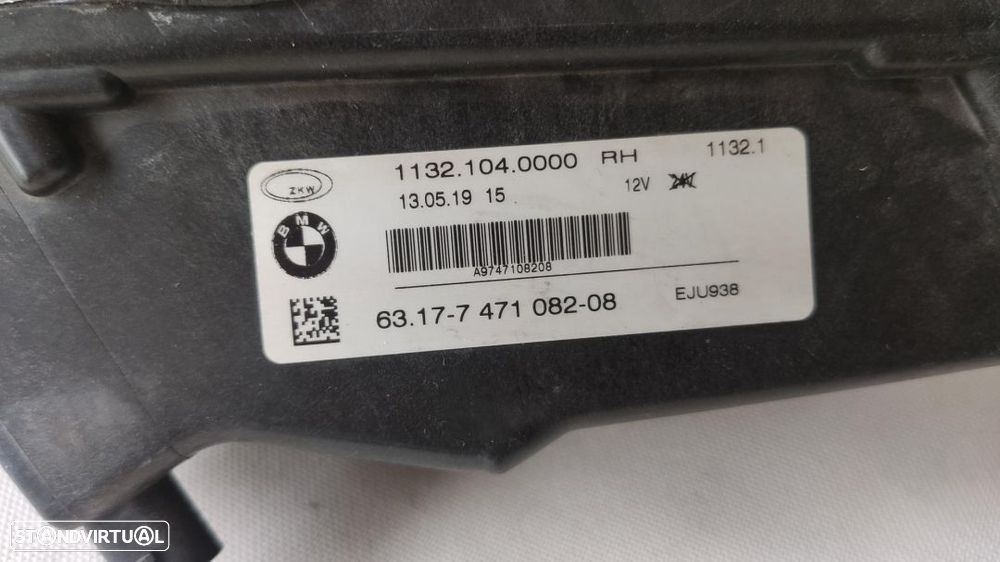 1132.104.0000 RH 1132.1
ZKW
13.05.19 15 12V
BMW
A9747108208
63.17-7 471 082-08 EJU938
STANDVIRTUAL